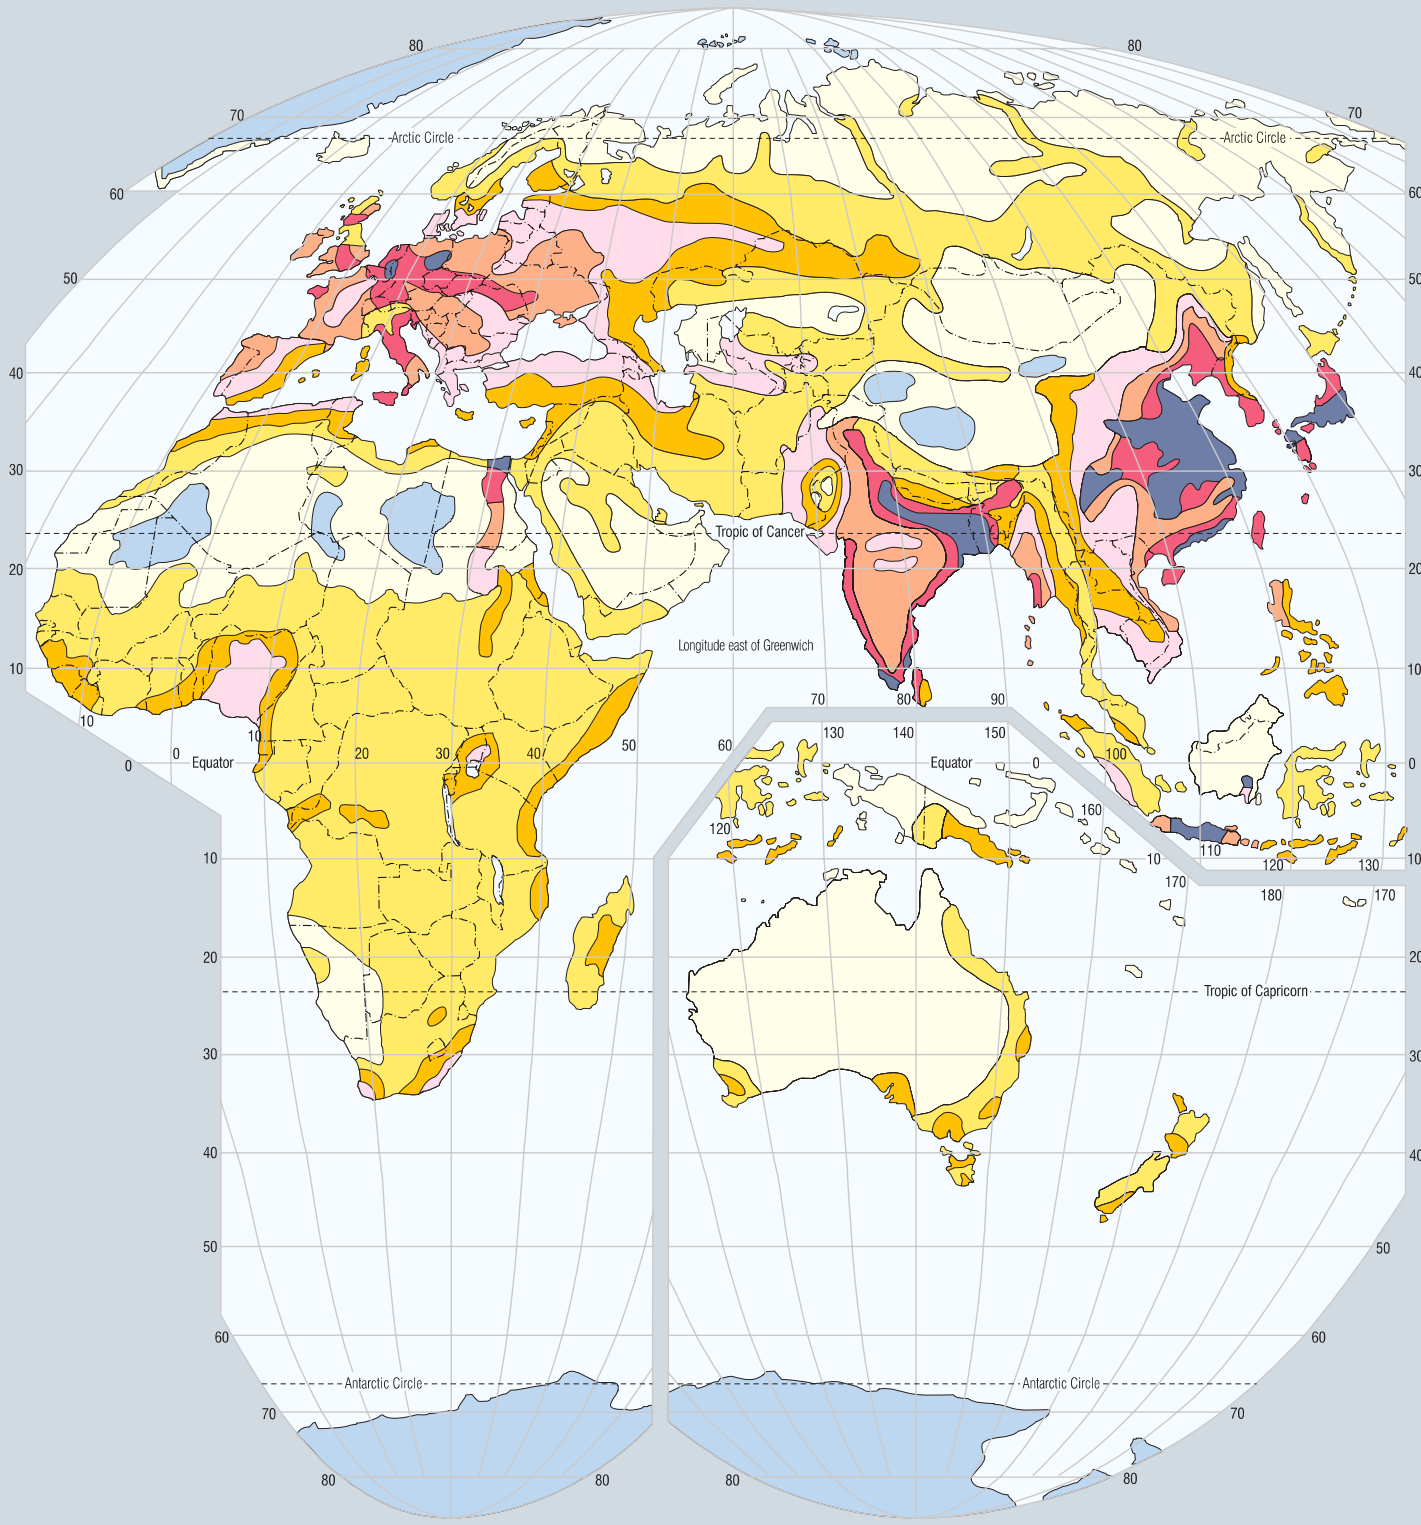 80 80
70 70
Arctic Circle Arctic Circle
60 60
50 50
40 40
30 30
Tropic of Cancer
20 20
Longitude east of Greenwich
10 10
70 80 90
10
0 10 20 30 40 50 60 130 140 150 100
0 Equator Equator 0 0
160
120
10 10 110 120 130 10
170 180 170
20 20
Tropic of Capricorn
30 30
40 40
50 50
60 60
Antarctic Circle Antarctic Circle
70 70
80 80 80 80